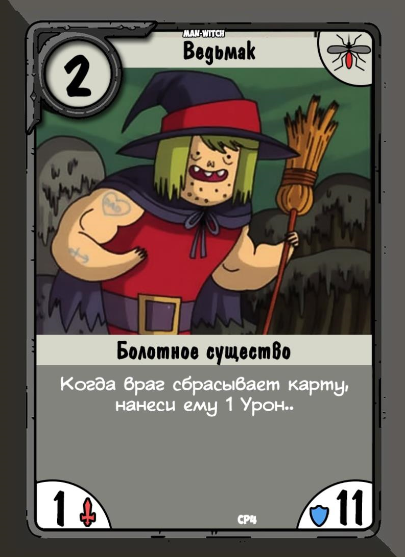 MAN-WITCH
2
Ведьмак
Болотное существо
Когда враг сбрасывает карту,
нанеси ему 1 Урон..
1
CP4
11